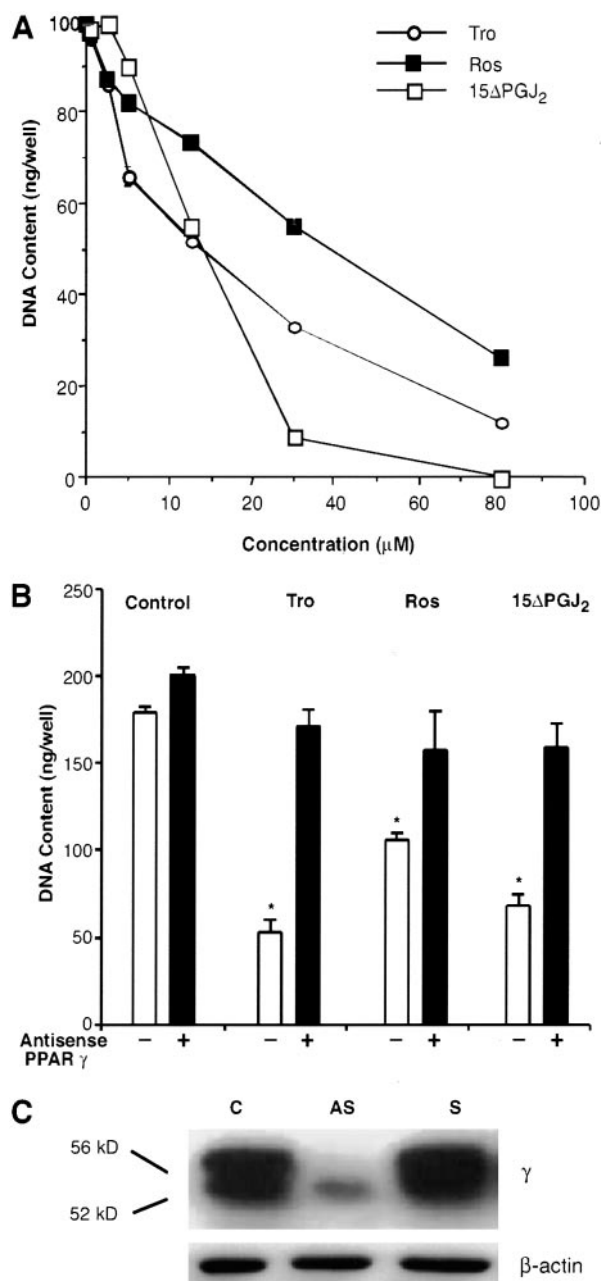 A
Tro
Ros
15ΔPGJ₂
DNA Content (ng/well)
100
80
60
40
20
0
0 10 20 30 40 60 80 100
Concentration (μM)
B
Control Tro Ros 15ΔPGJ₂
DNA Content (ng/well)
250
200
150
100
50
0
* * *
Antisense PPAR γ − + − + − + − +
C
C AS S
56 kD
52 kD
γ
β-actin